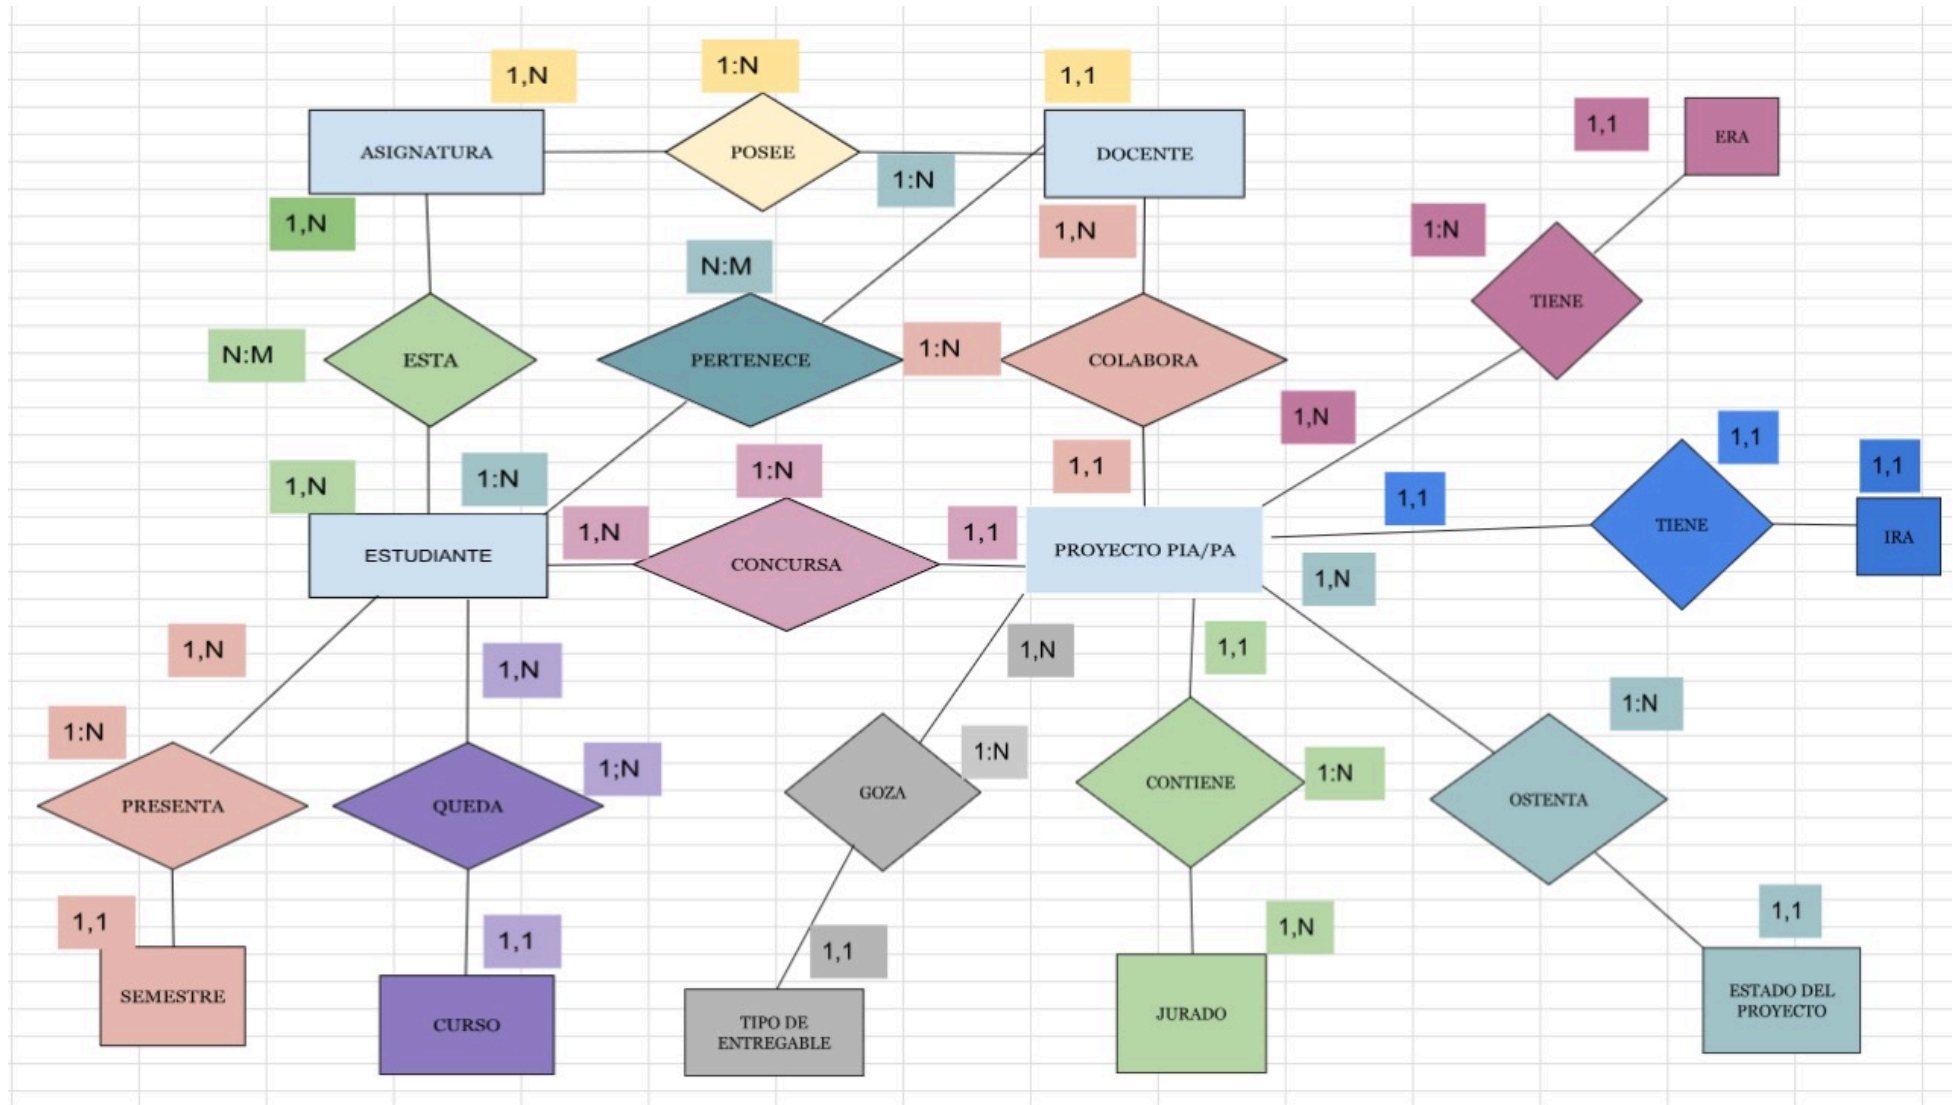 1,N
1:N
1,1
1,1
ERA
ASIGNATURA
POSEE
DOCENTE
1:N
1,N
1,N
1:N
N:M
TIENE
N:M
ESTA
PERTENECE
1:N
COLABORA
1,N
1,N
1:N
1:N
1,1
1,1
1,1
1,1
1,N
1,1
ESTUDIANTE
CONCURSA
PROYECTO PIA/PA
TIENE
IRA
1,N
1,N
1,N
1,N
1,1
1:N
1:N
1;N
1:N
1:N
PRESENTA
QUEDA
GOZA
CONTIENE
OSTENTA
1,1
1,1
1,1
1,N
1,1
SEMESTRE
CURSO
TIPO DE
ENTREGABLE
JURADO
ESTADO DEL
PROYECTO